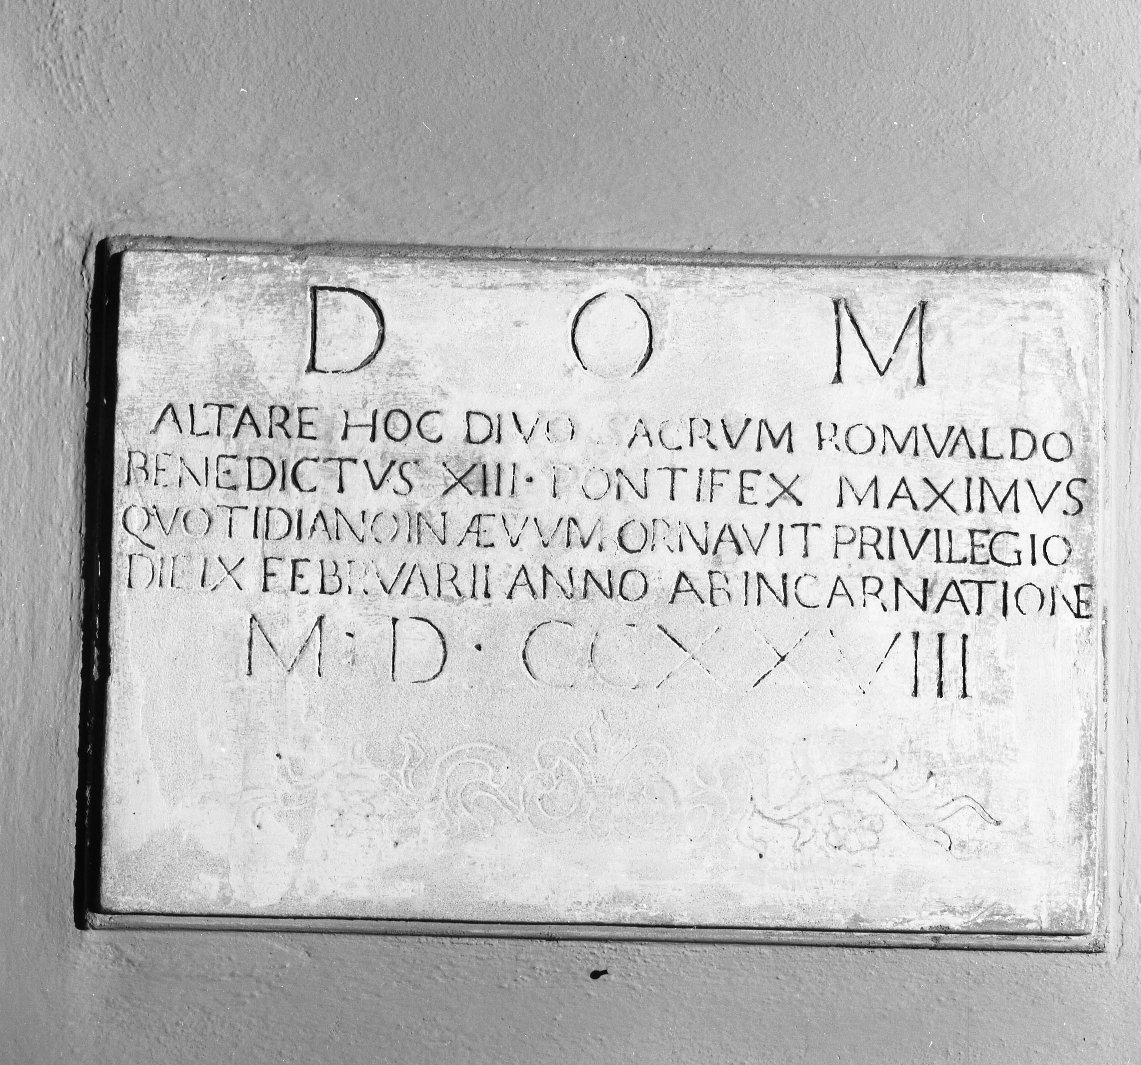 D O M
ALTARE HOC DIVO SACRVM ROMVALDO
BENEDICTVS XIII· PONTIFEX MAXIMVS
QVOTIDIANO IN ÆVVM ORNAVIT PRIVILEGIO
DIE IX FEBRVARII ANNO AB INCARNATIONE
M·D·CCXXVIII